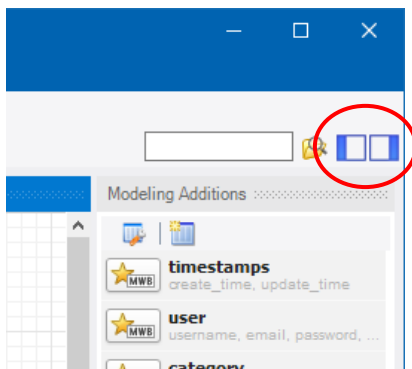 Modeling Additions
MWB
timestamps
create_time, update_time
MWB
user
username, email, password, ...
category